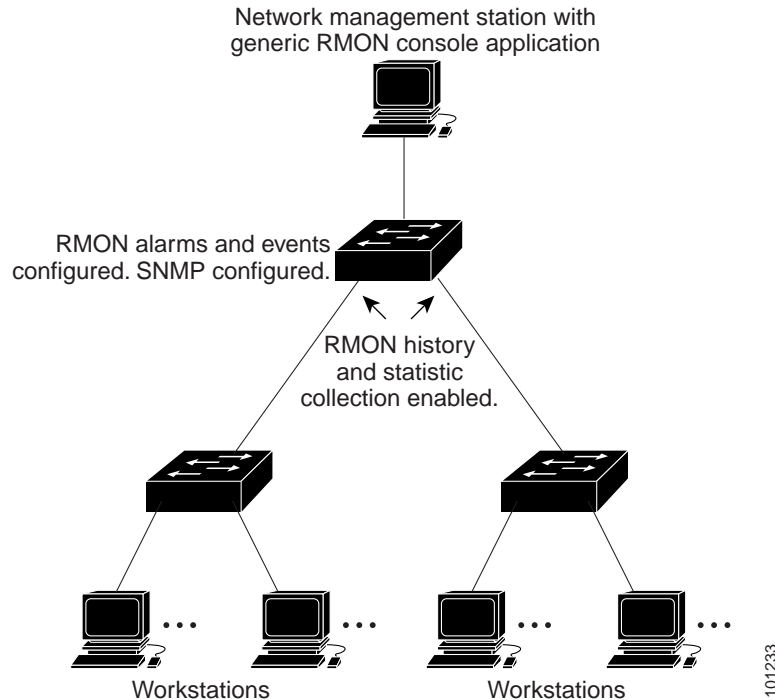 Network management station with
generic RMON console application
RMON alarms and events
configured. SNMP configured.
RMON history
and statistic
collection enabled.
Workstations
Workstations
101233